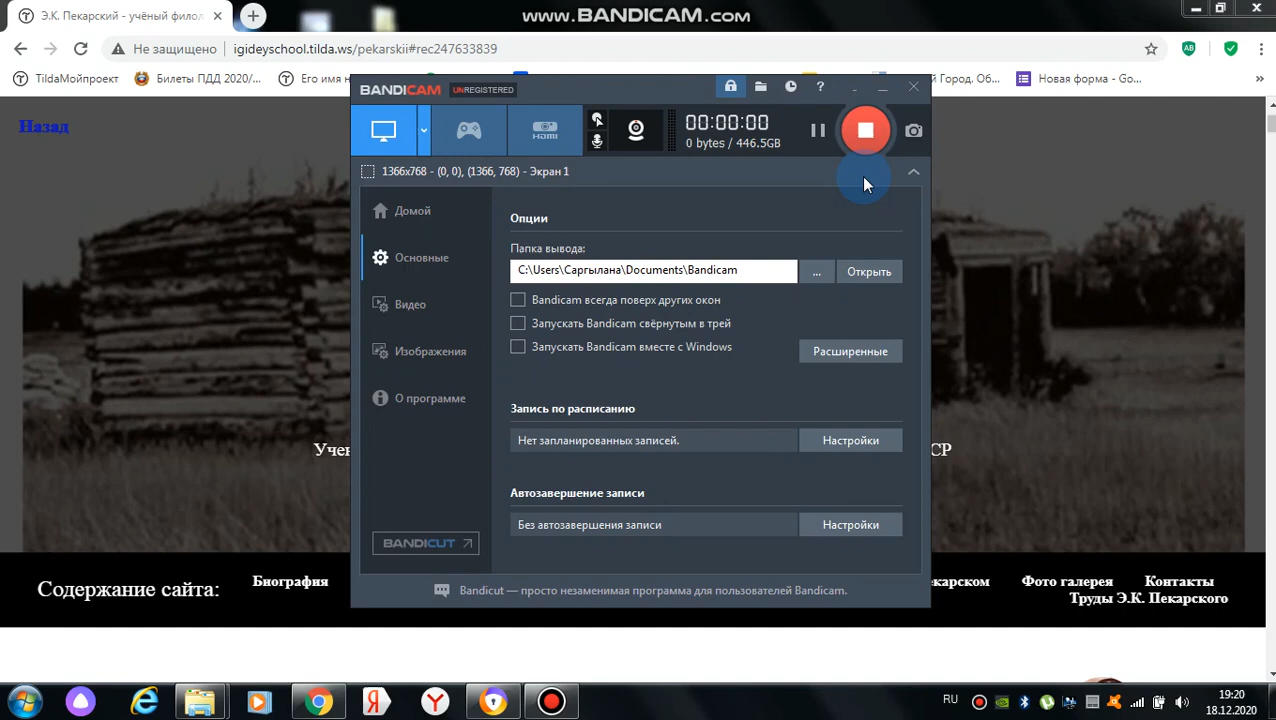 Э.К. Пекарский - учёный филол
www.BANDICAM.com
Не защищено
igideyschool.tilda.ws/pekarskii#rec247633839
TildaМойпроект
Билеты ПДД 2020/...
Его имя н
й Город. Об...
Новая форма - Go...
»
Назад
BANDICAM UNREGISTERED
?
HDMI
00:00:00
0 bytes / 446.5GB
1366x768 - (0, 0), (1366, 768) - Экран 1
Домой
Основные
Видео
Изображения
О программе
BANDICUT
Опции
Папка вывода:
C:\Users\Саргылана\Documents\Bandicam
...
Открыть
Bandicam всегда поверх других окон
Запускать Bandicam свёрнутым в трей
Запускать Bandicam вместе с Windows
Расширенные
Запись по расписанию
Нет запланированных записей.
Настройки
Автозавершение записи
Без автозавершения записи
Настройки
Bandicut — просто незаменимая программа для пользователей Bandicam.
Учен
СР
Содержание сайта:
Биография
екарском
Фото галерея
Контакты
Труды Э.К. Пекарского
RU
19:20
18.12.2020